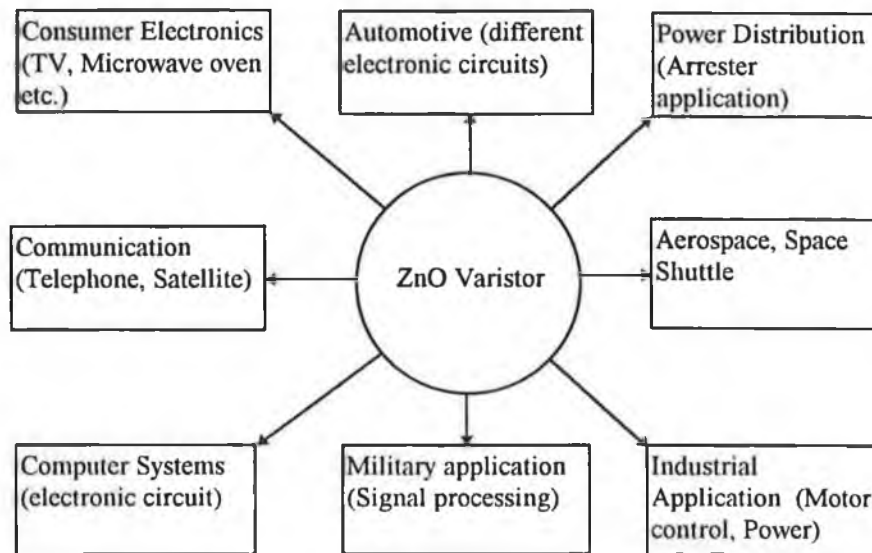 Consumer Electronics
(TV, Microwave oven
etc.)
Automotive (different
electronic circuits)
Power Distribution
(Arrester
application)
Communication
(Telephone, Satellite)
ZnO Varistor
Aerospace, Space
Shuttle
Computer Systems
(electronic circuit)
Military application
(Signal processing)
Industrial
Application (Motor
control, Power)